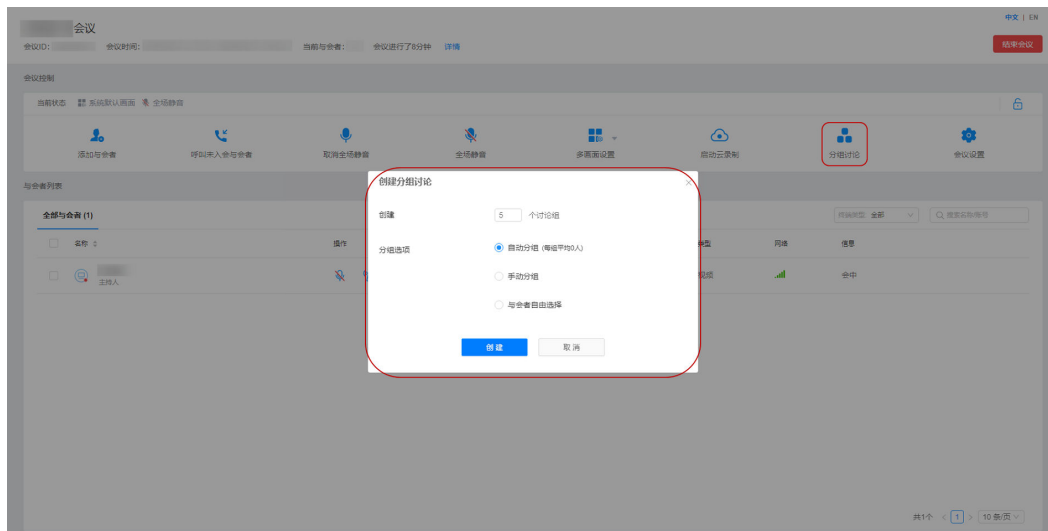 中文 | EN
会议
会议ID: 会议时间: 当前与会者: 会议进行了8分钟 详情
结束会议
会议控制
当前状态 系统默认画面 全场静音
添加与会者 呼叫未入会与会者 取消全场静音 全场静音 多画面设置 启动云录制 分组讨论 会议设置
与会者列表
创建分组讨论
全部与会者 (1)
全部
搜索名称/账号
创建 5 个讨论组
名称 操作 网络 信息
分组选项 自动分组 (每组平均0人)
主持人 会中
手动分组
与会者自由选择
创建 取消
共1个 < 1 > 10 条/页